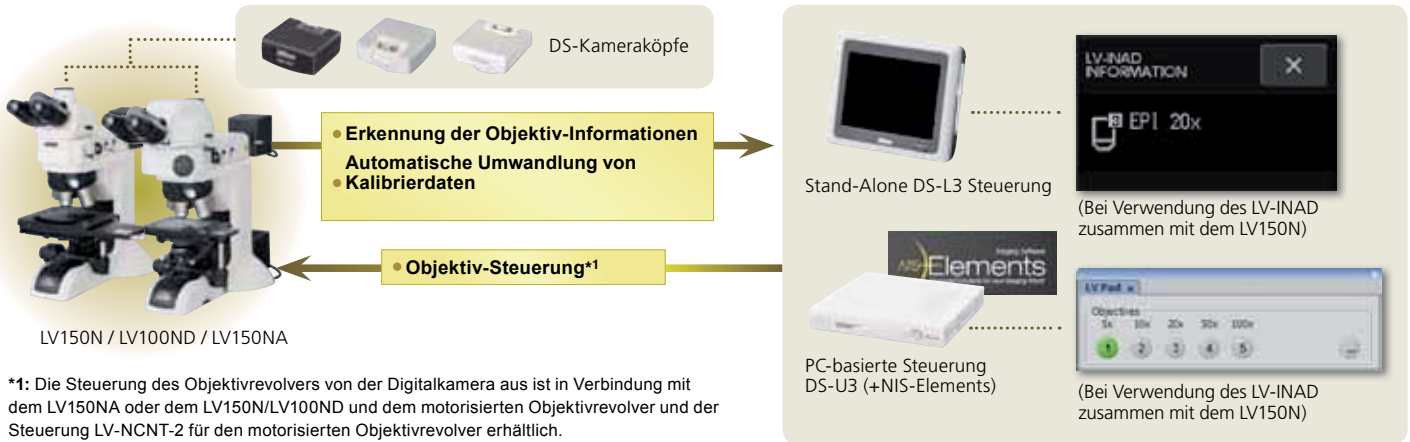 DS-Kameraköpfe
• Erkennung der Objektiv-Informationen
Automatische Umwandlung von
• Kalibrierdaten
• Objektiv-Steuerung*1
LV150N / LV100ND / LV150NA
*1: Die Steuerung des Objektivrevolvers von der Digitalkamera aus ist in Verbindung mit
dem LV150NA oder dem LV150N/LV100ND und dem motorisierten Objektivrevolver und der
Steuerung LV-NCNT-2 für den motorisierten Objektivrevolver erhältlich.
Stand-Alone DS-L3 Steuerung
LV-INAD
INFORMATION
×
3 EPI 20x
(Bei Verwendung des LV-INAD
zusammen mit dem LV150N)
Imaging Software
NIS-Elements
PC-basierte Steuerung
DS-U3 (+NIS-Elements)
LV Pad x
Objectives
5x 10x 20x 50x 100x
1 2 3 4 5
(Bei Verwendung des LV-INAD
zusammen mit dem LV150N)